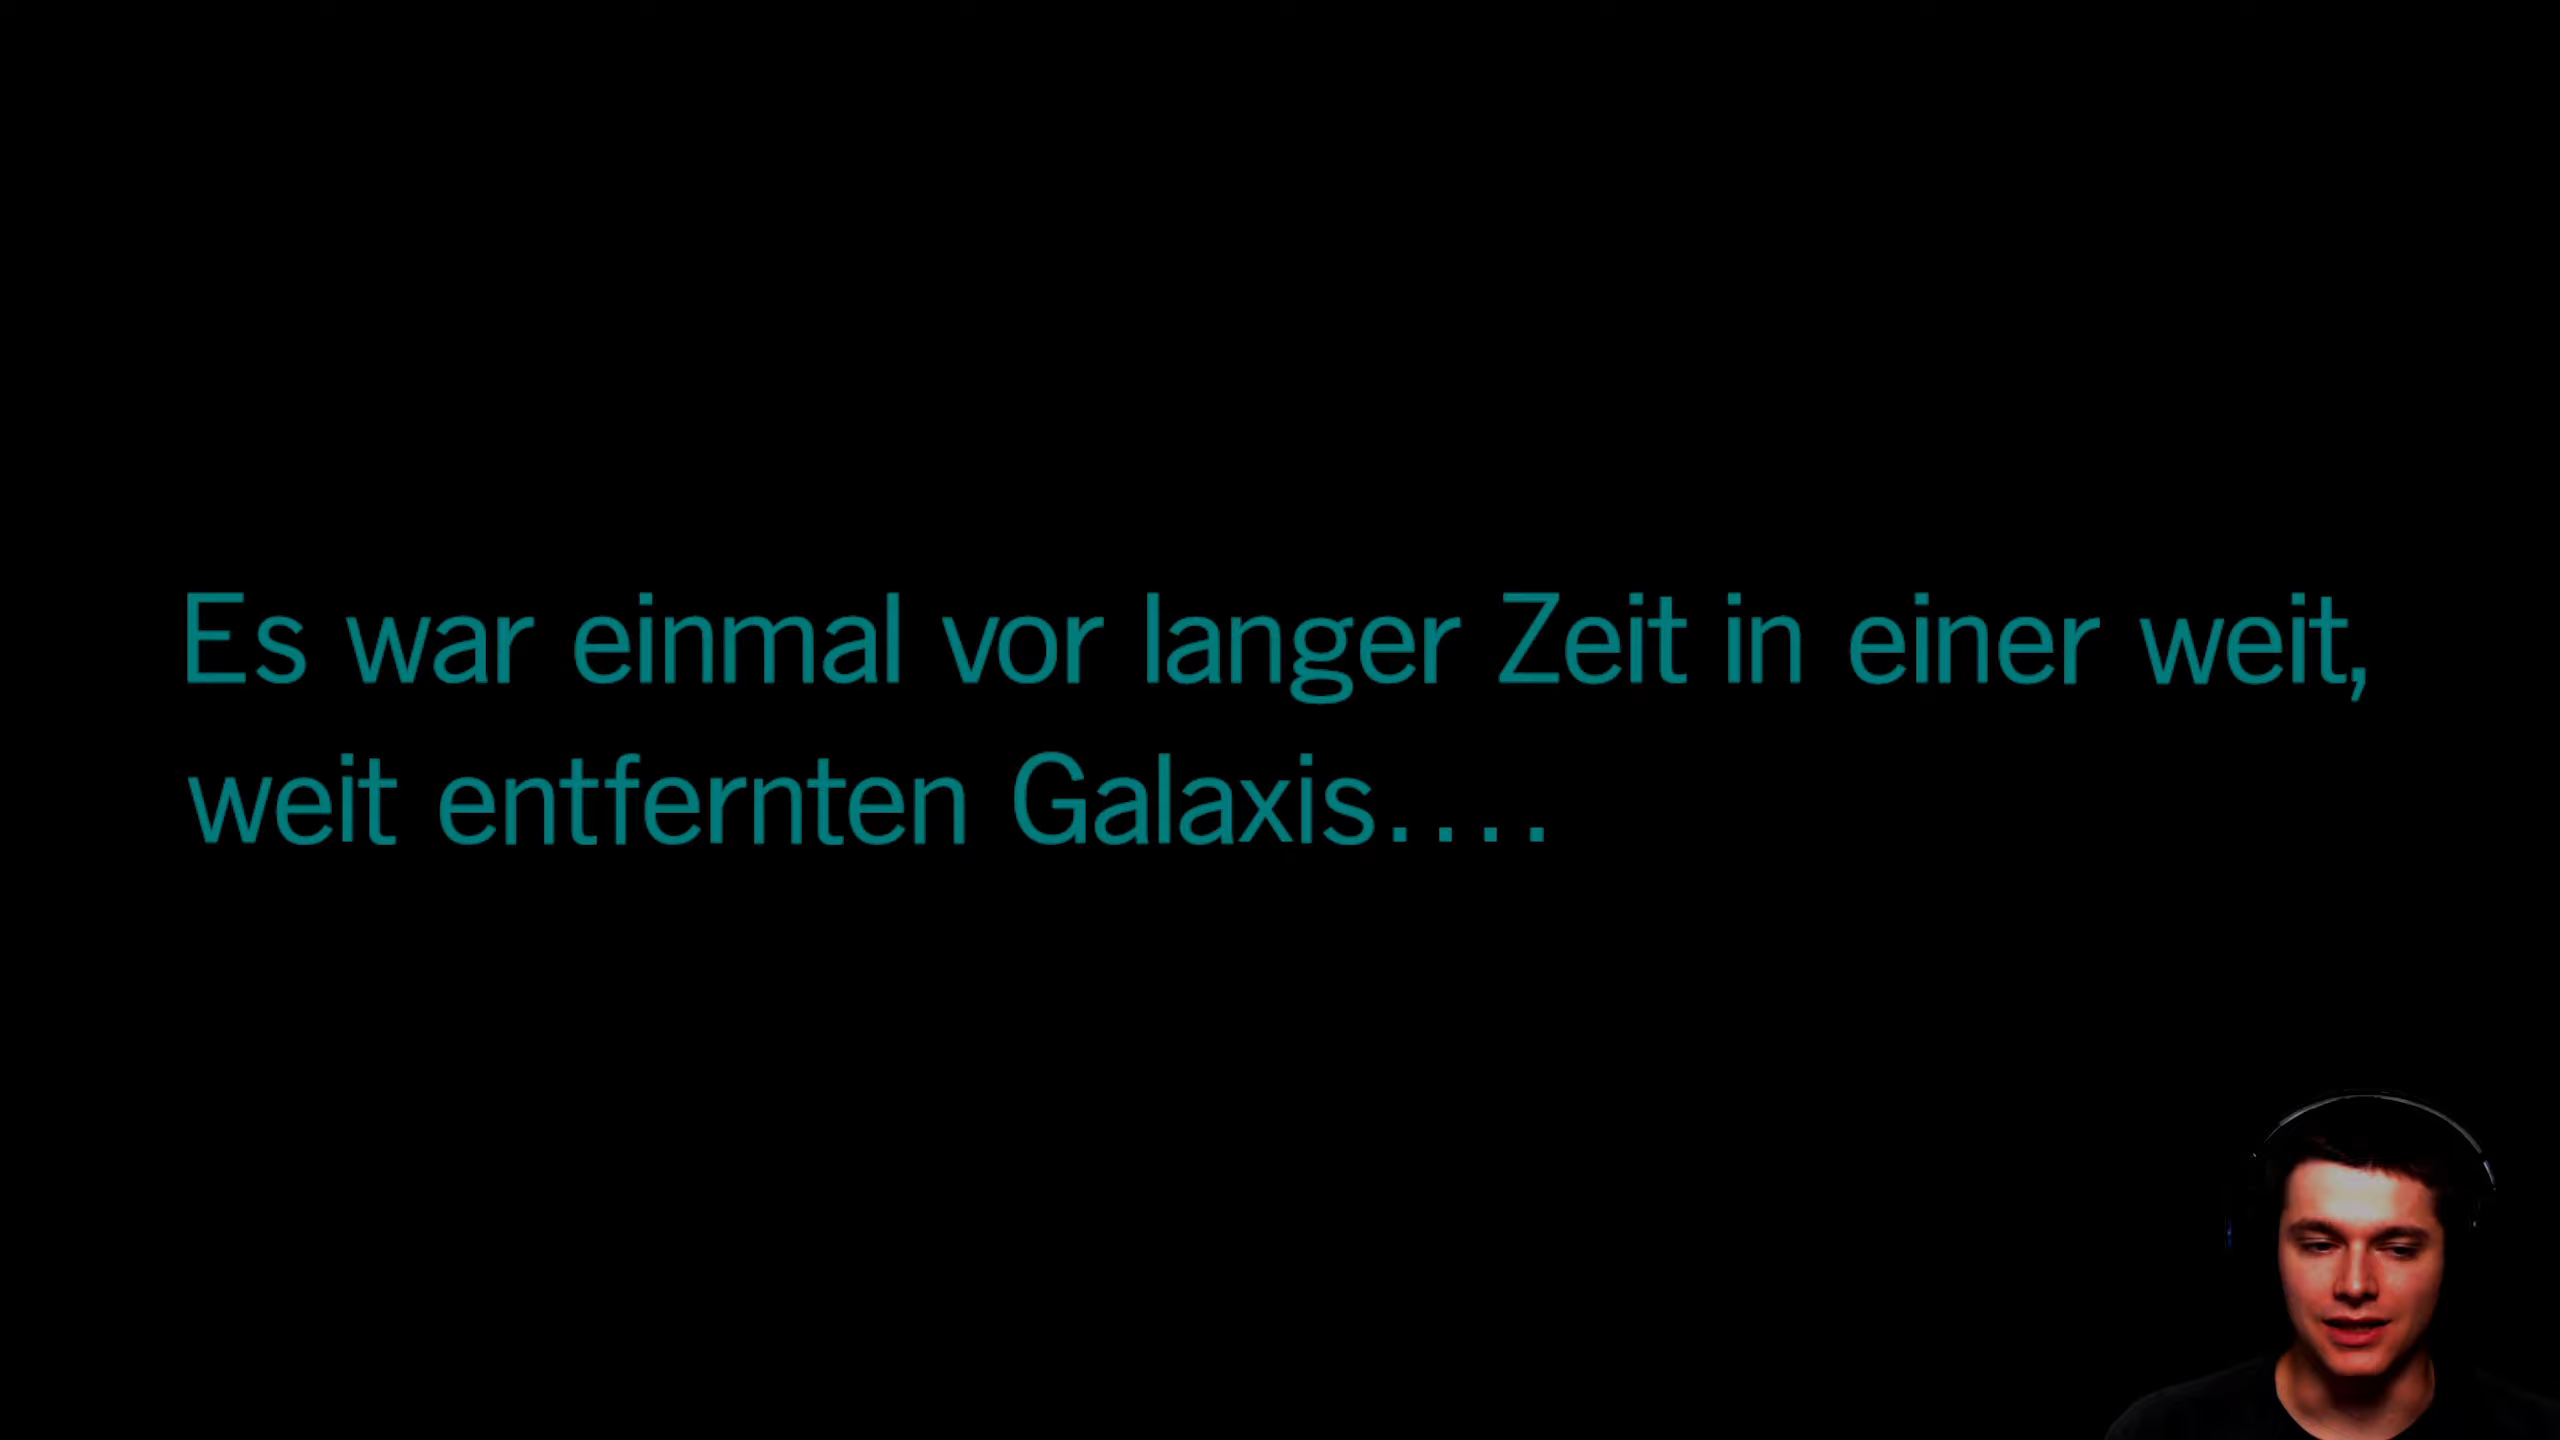 Es war einmal vor langer Zeit in einer weit,
weit entfernten Galaxis....